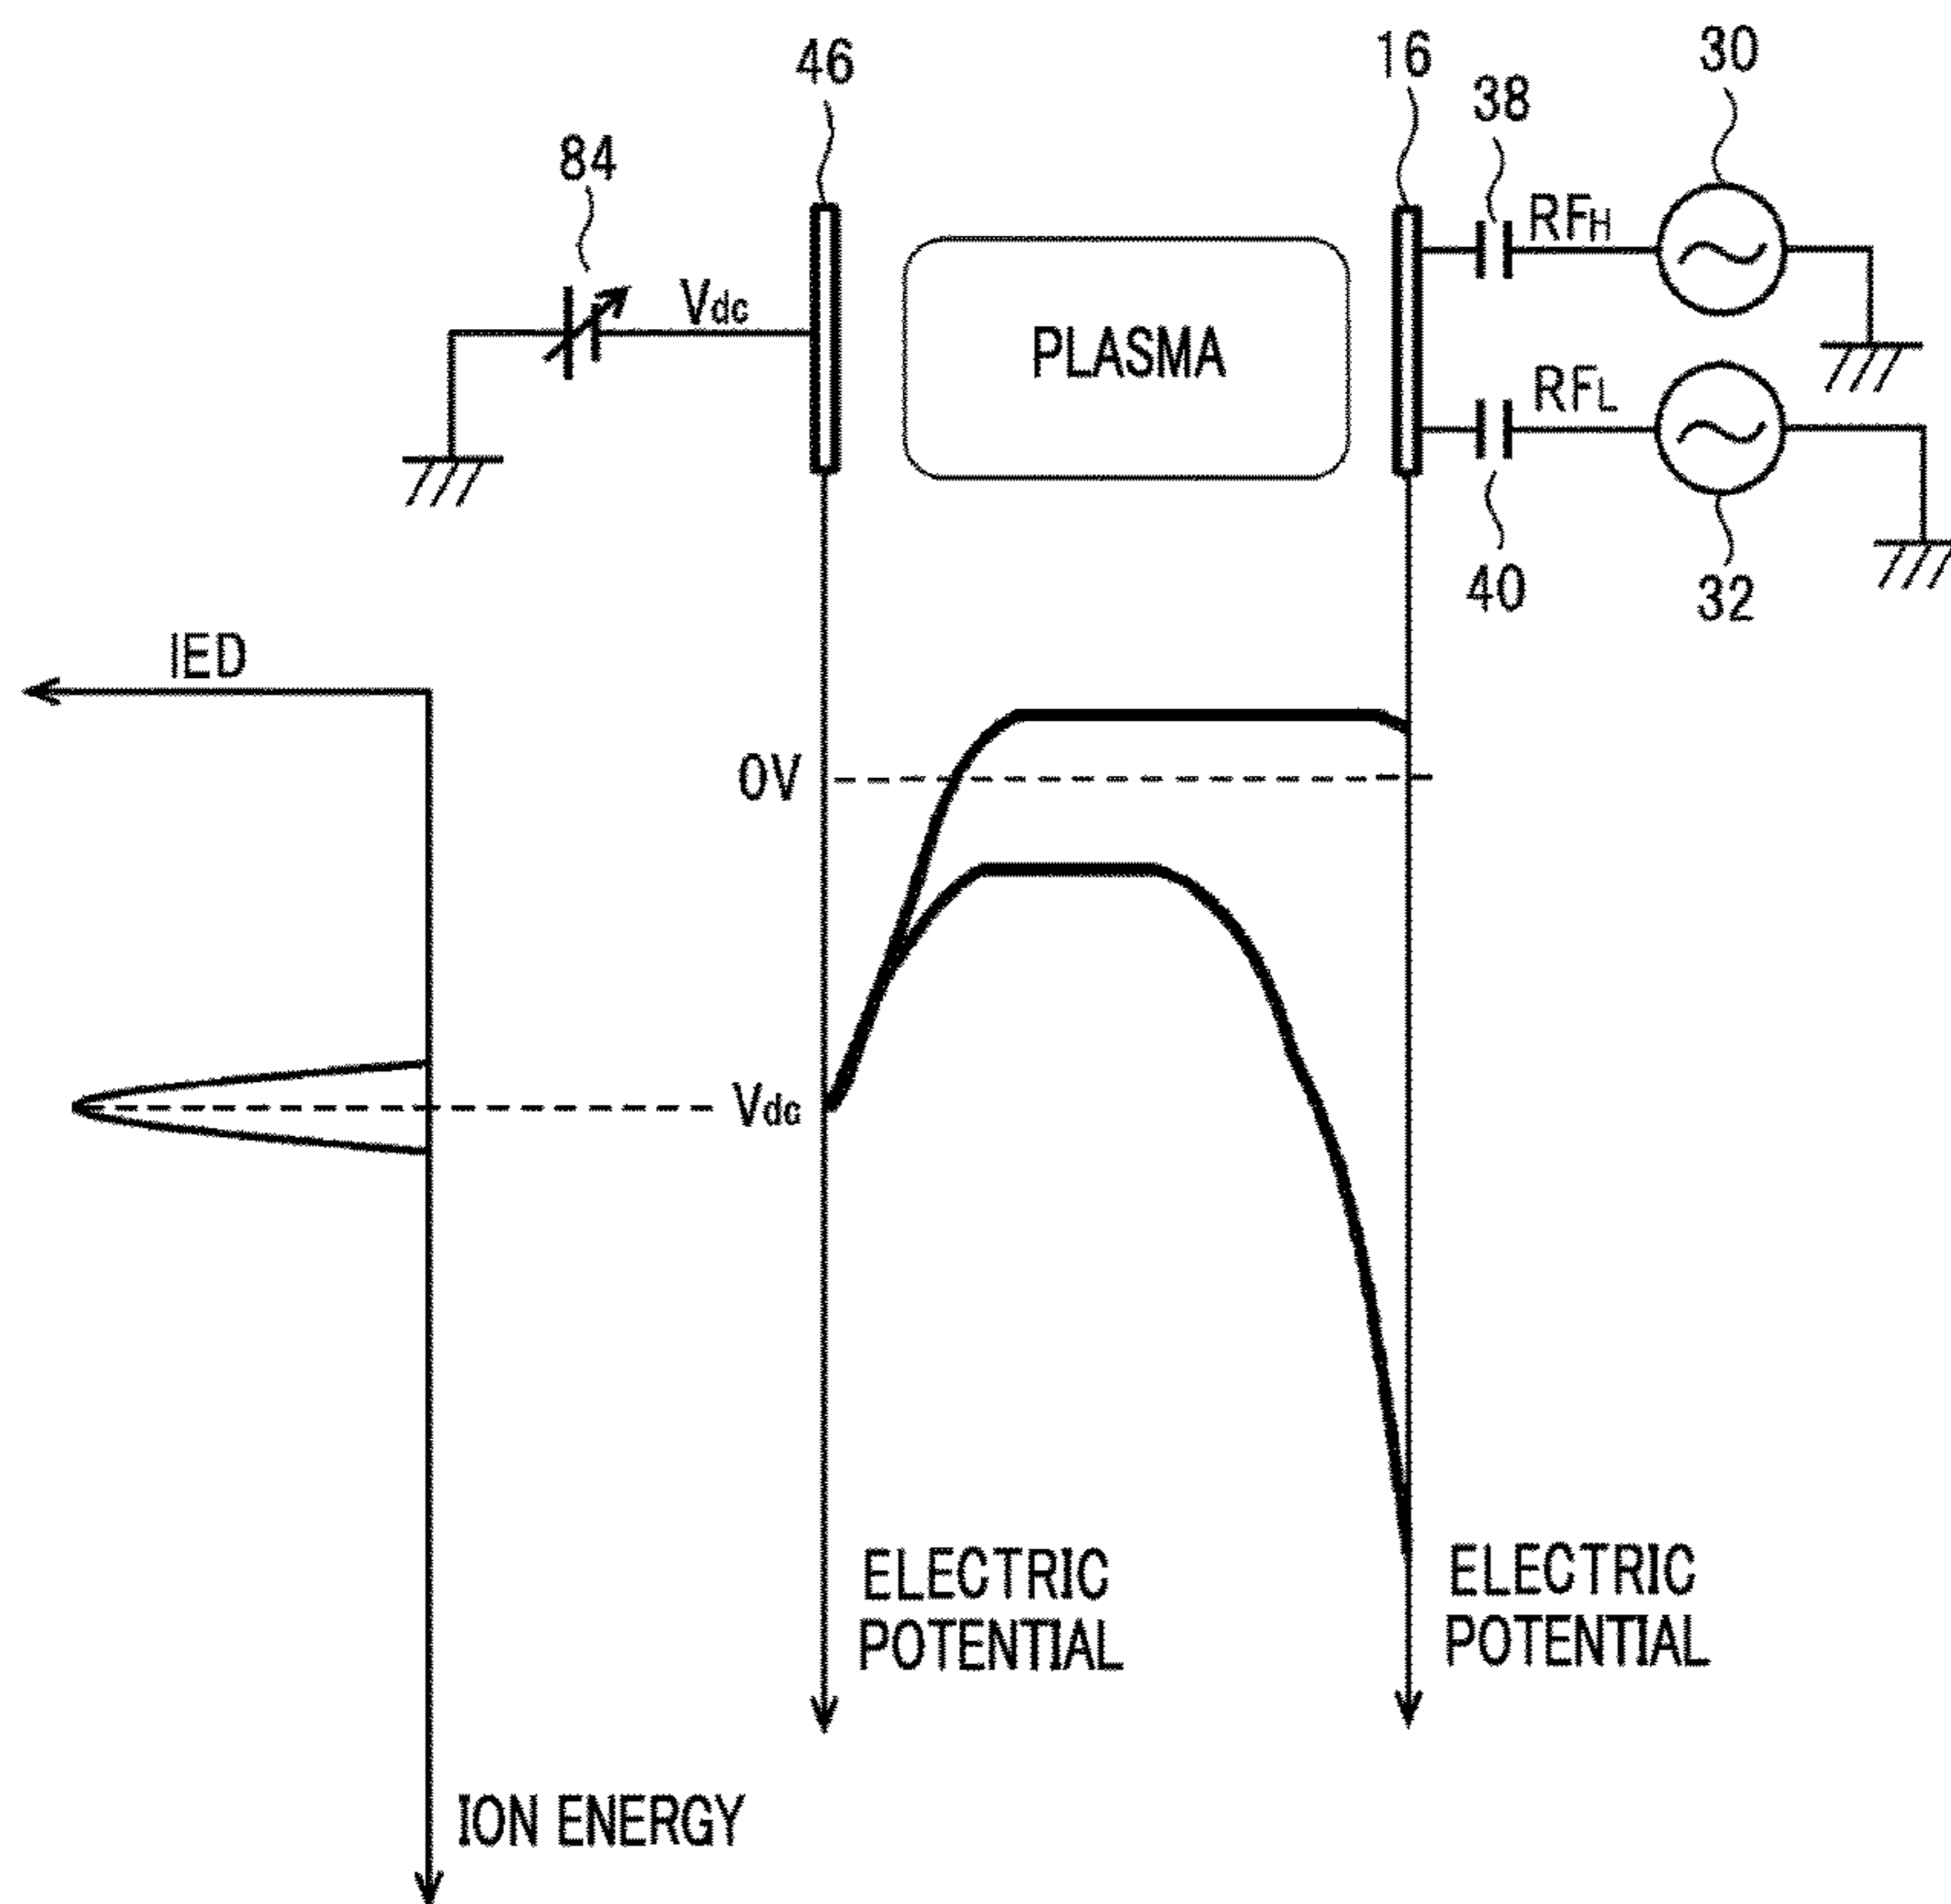 46
16
30
38
84
RFH
Vdc
PLASMA
RFL
40
32
IED
0V
Vdc
ELECTRIC
POTENTIAL
ELECTRIC
POTENTIAL
ION ENERGY